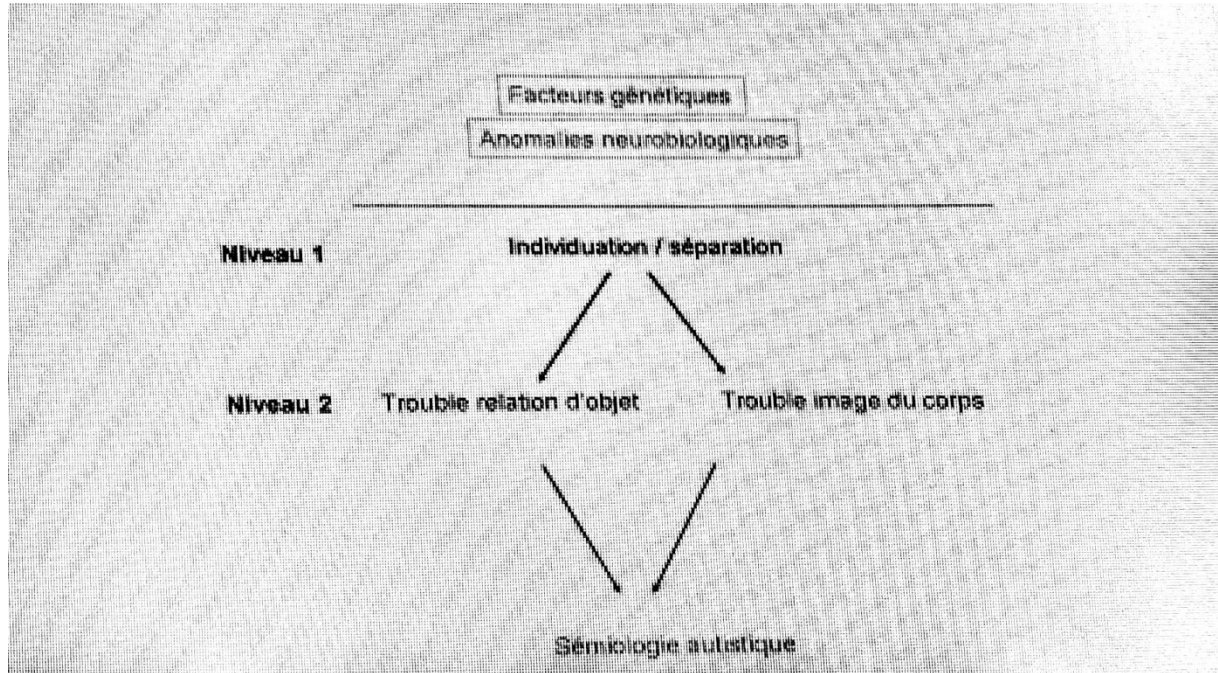 Facteurs génétiques
Anomalies neurobiologiques
Niveau 1 Individuation / séparation
Niveau 2 Trouble relation d'objet Trouble image du corps
Sémiologie autistique